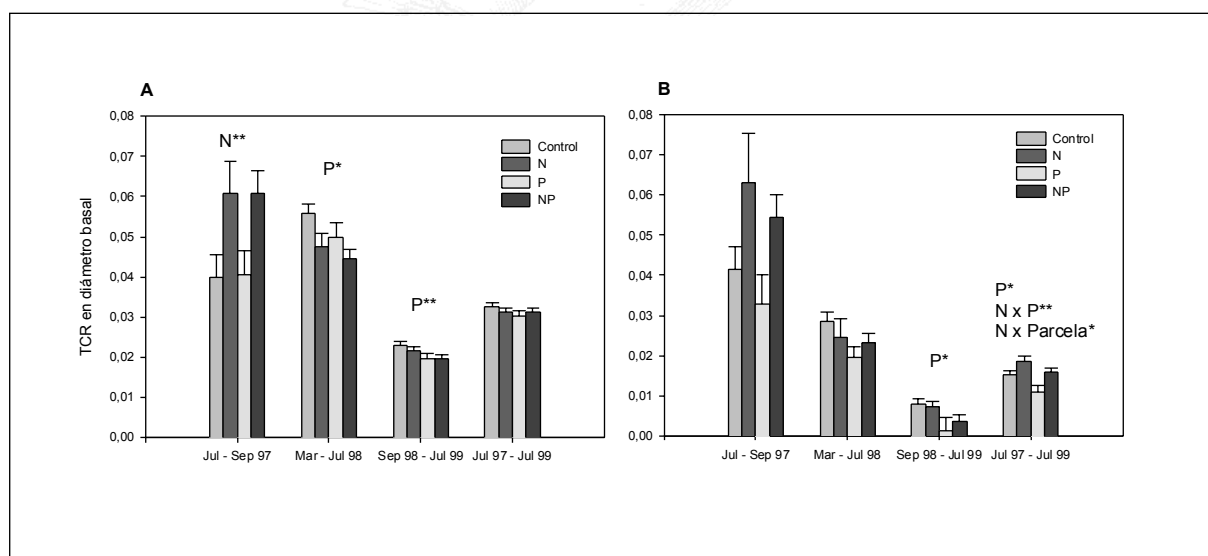 A
TCR en diámetro basal
0,08
0,07
0,06
0,05
0,04
0,03
0,02
0,01
0,00
N**
P*
P**
Control
N
P
NP
Jul - Sep 97
Mar - Jul 98
Sep 98 - Jul 99
Jul 97 - Jul 99
B
0,08
0,07
0,06
0,05
0,04
0,03
0,02
0,01
0,00
Control
N
P
NP
P*
P*
N x P**
N x Parcela*
Jul - Sep 97
Mar - Jul 98
Sep 98 - Jul 99
Jul 97 - Jul 99